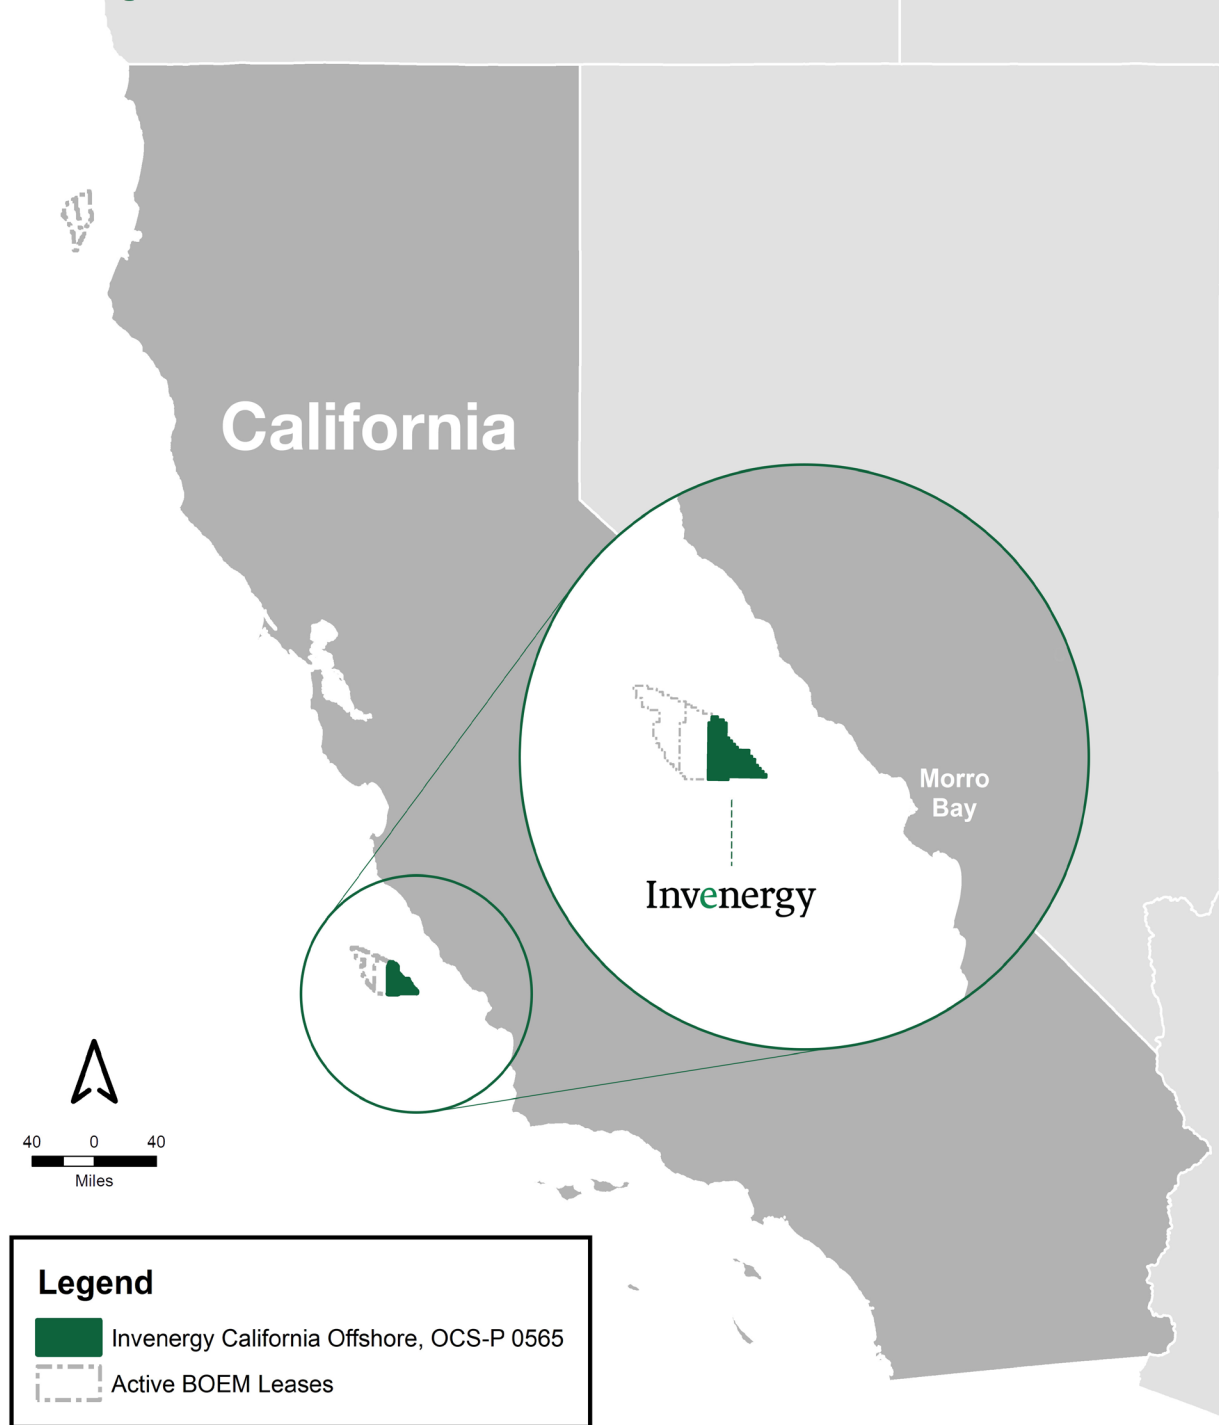 California
Morro
Bay
Invenergy
40 0 40
Miles
Legend
Invenergy California Offshore, OCS-P 0565
Active BOEM Leases